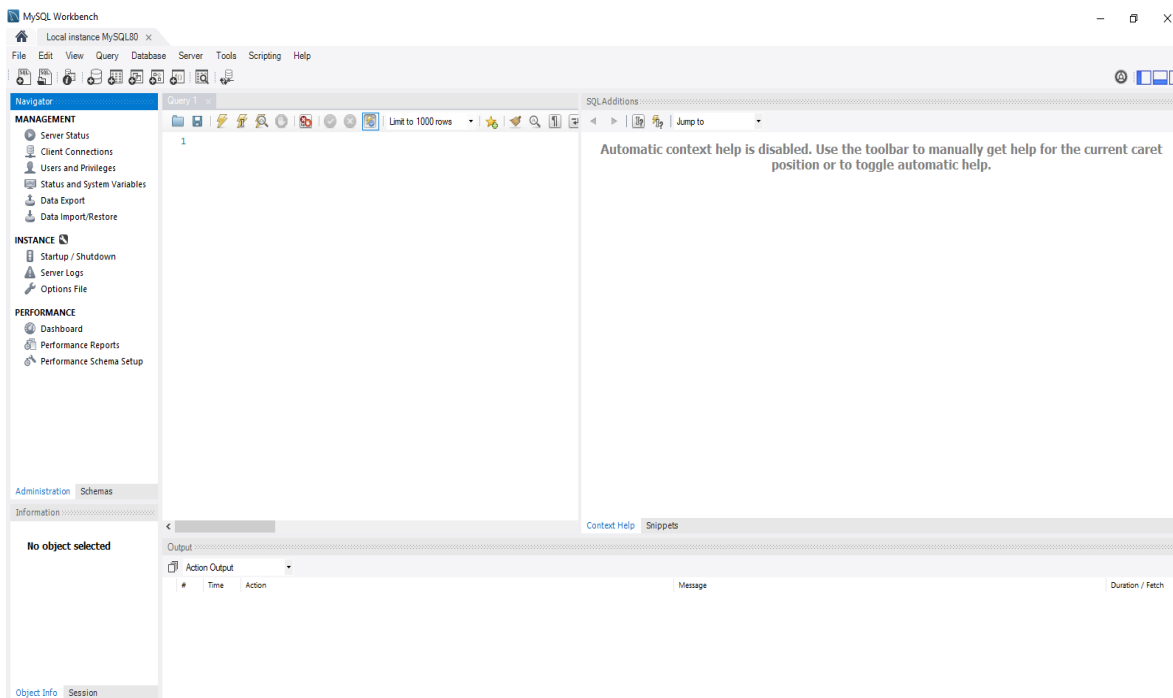 MySQL Workbench
Local instance MySQL80
File Edit View Query Database Server Tools Scripting Help
Navigator
MANAGEMENT
Server Status
Client Connections
Users and Privileges
Status and System Variables
Data Export
Data Import/Restore
INSTANCE
Startup / Shutdown
Server Logs
Options File
PERFORMANCE
Dashboard
Performance Reports
Performance Schema Setup
Administration Schemas
Information
No object selected
Object Info Session
Query 1
Limit to 1000 rows
1
SQLAdditions
Jump to
Automatic context help is disabled. Use the toolbar to manually get help for the current caret
position or to toggle automatic help.
Context Help Snippets
Output
Action Output
# Time Action Message Duration / Fetch